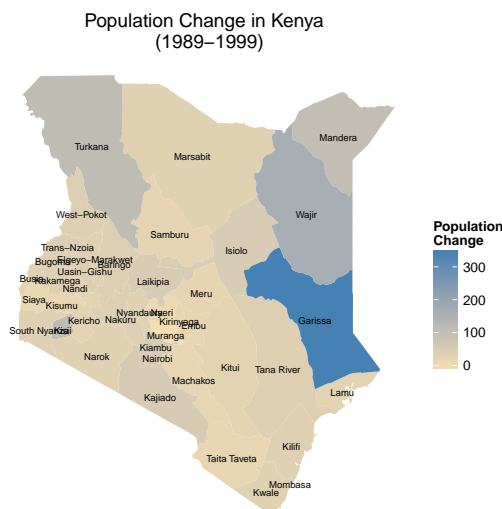 Population Change in Kenya
(1989–1999)
Mandera
Turkana
Marsabit
Wajir
West−Pokot
Samburu
Isiolo
Trans−Nzoia
Elgeyo−Marakwet
Bugoma
Baringo
Uasin−Gishu
Busia
Kakamega
Laikipia
Nandi
Meru
Siaya
Kisumu
Nyandarua
Nyeri
Garissa
Kericho
Nakuru
Kirinyaga
Embu
South Nyanza
Kisii
Muranga
Kiambu
Narok
Nairobi
Kitui
Tana River
Machakos
Lamu
Kajiado
Kilifi
Taita Taveta
Mombasa
Kwale
Population
Change
300
200
100
0